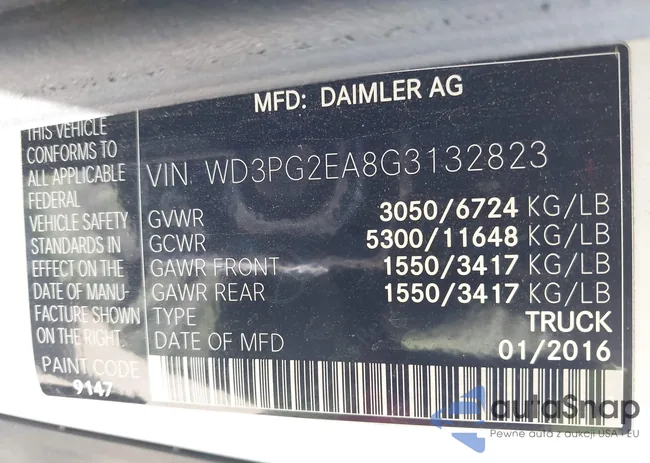 MFD: DAIMLER AG
THIS VEHICLE
CONFORMS TO
ALL APPLICABLE
FEDERAL
VEHICLE SAFETY
STANDARDS IN
EFFECT ON THE
DATE OF MANU-
FACTURE SHOWN
ON THE RIGHT.
PAINT CODE
9147
VIN WD3PG2EA8G3132823
GVWR 3050/6724 KG/LB
GCWR 5300/11648 KG/LB
GAWR FRONT 1550/3417 KG/LB
GAWR REAR 1550/3417 KG/LB
TYPE TRUCK
DATE OF MFD 01/2016
autoSnap
Pewne auta z aukcji USA i EU